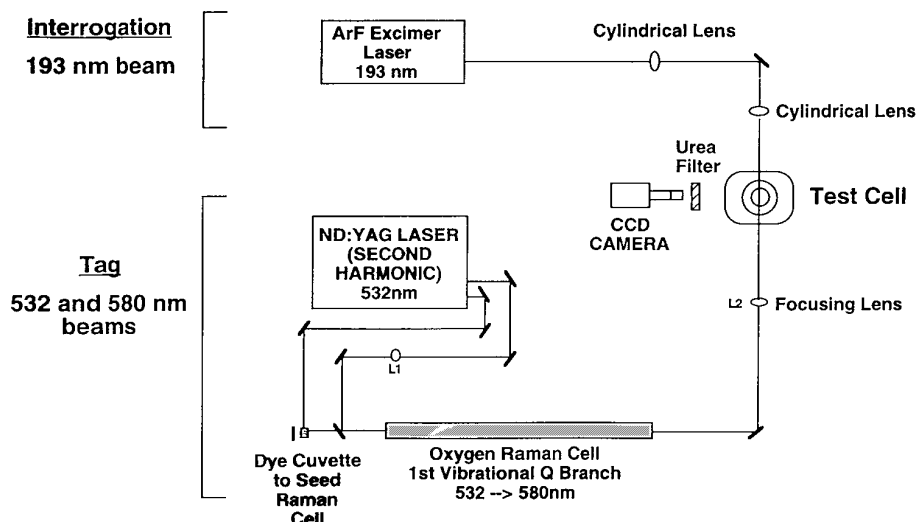 Interrogation
193 nm beam
ArF Excimer
Laser
193 nm
Cylindrical Lens
Cylindrical Lens
Urea
Filter
Test Cell
CCD
CAMERA
Tag
532 and 580 nm
beams
ND:YAG LASER
(SECOND
HARMONIC)
532nm
L2
Focusing Lens
L1
Dye Cuvette
to Seed
Raman
Cell
Oxygen Raman Cell
1st Vibrational Q Branch
532 --> 580nm